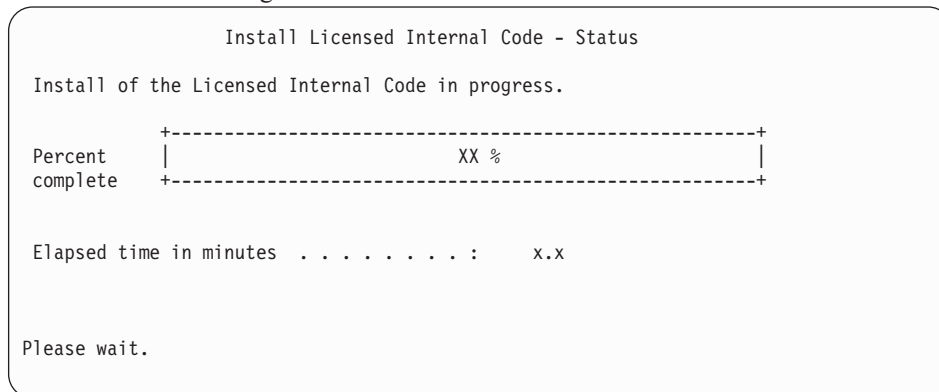 Install Licensed Internal Code - Status
Install of the Licensed Internal Code in progress.
+-------------------------------------------------------+
Percent | XX % |
complete +-------------------------------------------------------+
Elapsed time in minutes . . . . . . . . : x.x
Please wait.